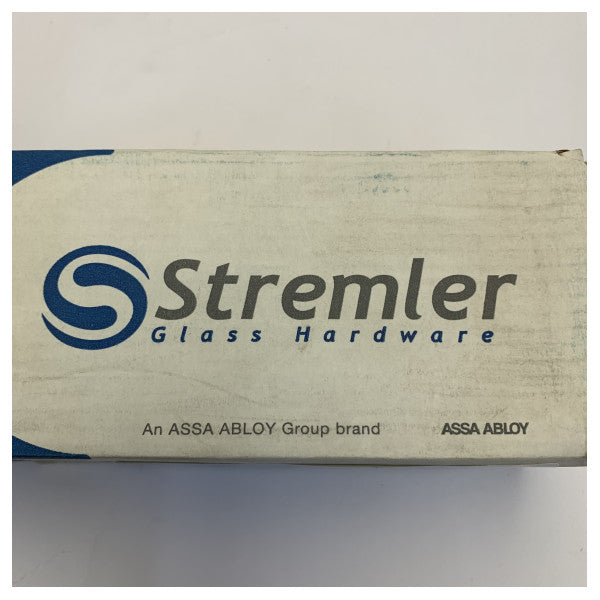 Stremler
Glass Hardware
An ASSA ABLOY Group brand ASSA ABLOY